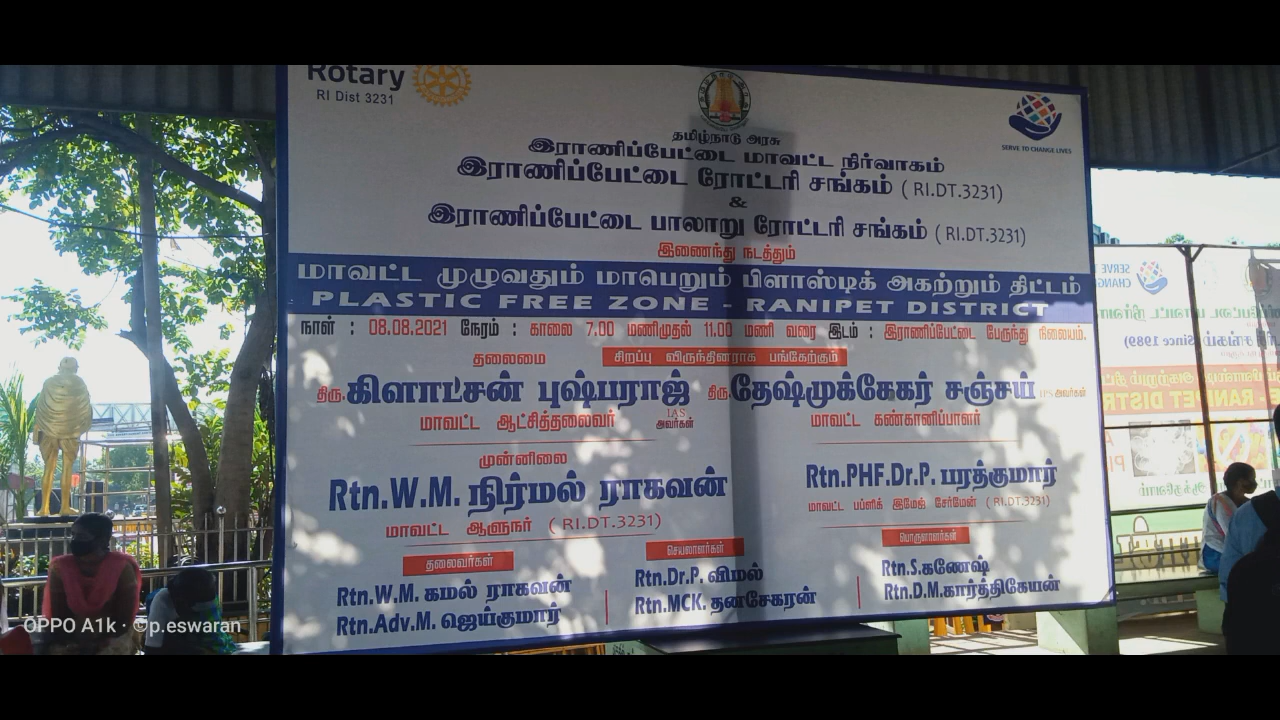 Rotary
RI Dist 3231
தமிழ்நாடு அரசு
SERVE TO CHANGE LIVES
இராணிப்பேட்டை மாவட்ட நிர்வாகம்
இராணிப்பேட்டை ரோட்டரி சங்கம் ( RI.DT.3231)
&
இராணிப்பேட்டை பாலாறு ரோட்டரி சங்கம் ( RI.DT.3231)
இணைந்து நடத்தும்
மாவட்ட முழுவதும் மாபெறும் பிளாஸ்டிக் அகற்றும் திட்டம்
PLASTIC FREE ZONE - RANIPET DISTRICT
நாள் : 08.08.2021 நேரம் : காலை 7.00 மணிமுதல் 11.00 மணி வரை இடம் : இராணிப்பேட்டை பேருந்து நிலையம்.
தலைமை
சிறப்பு விருந்தினராக பங்கேற்கும்
திரு.கிளாட்சன் புஷ்பராஜ் I.A.S அவர்கள்
திரு.தேஷ்முக்சேகர் சஞ்சய் I.P.S அவர்கள்
மாவட்ட ஆட்சித்தலைவர்
மாவட்ட கண்காணிப்பாளர்
முன்னிலை
Rtn.W.M. நிர்மல் ராகவன்
Rtn.PHF.Dr.P. பரத்குமார்
மாவட்ட ஆளுநர் ( RI.DT.3231)
மாவட்ட பப்ளிக் இமேஜ் சேர்மேன் ( RI.DT.3231)
தலைவர்கள்
Rtn.W.M. கமல் ராகவன்
Rtn.Adv.M. ஜெய்குமார்
செயலாளர்கள்
Rtn.Dr.P. விமல்
Rtn.MCK. தனசேகரன்
பொருளாளர்கள்
Rtn.S.கணேஷ்
Rtn.D.M.கார்த்திகேயன்
since 1989)
RANIPET DISTR
OPPO A1k · ©p.eswaran